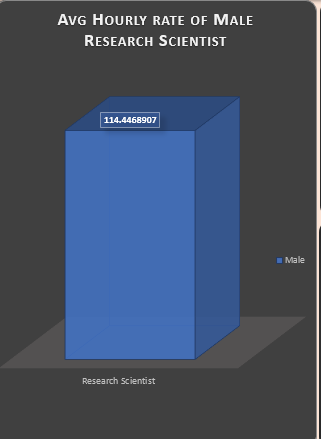 Avg Hourly rate of Male
Research Scientist
114.4468907
Male
Research Scientist